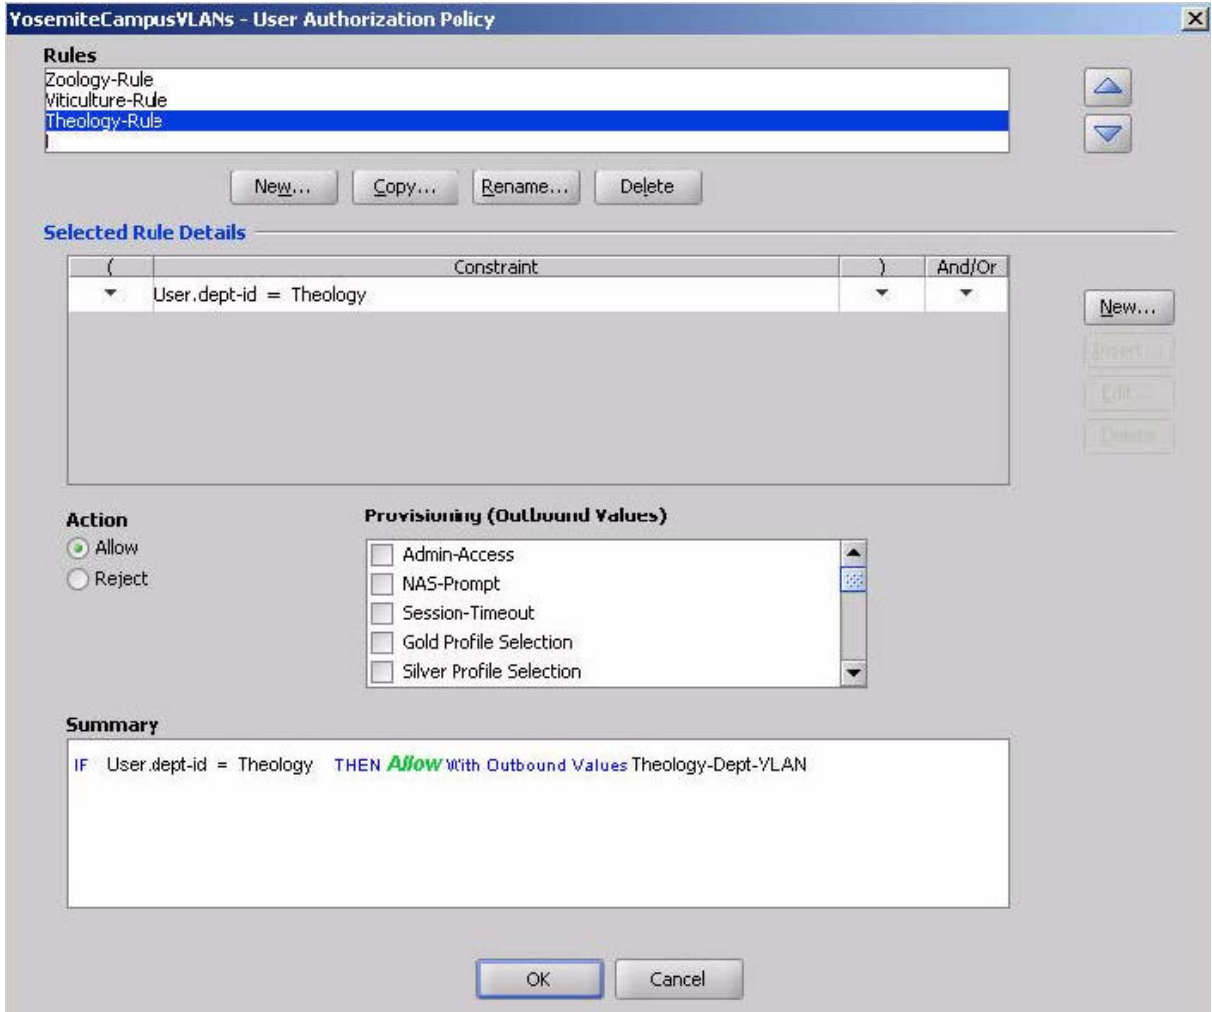 YosemiteCampusVLANs - User Authorization Policy
Rules
Zoology-Rule
Viticulture-Rule
Theology-Rule
New... Copy... Rename... Delete
Selected Rule Details
( Constraint ) And/Or
User.dept-id = Theology
New...
Insert...
Edit...
Delete
Action
Allow
Reject
Provisioning (Outbound Values)
Admin-Access
NAS-Prompt
Session-Timeout
Gold Profile Selection
Silver Profile Selection
Summary
IF User.dept-id = Theology THEN Allow With Outbound Values Theology-Dept-VLAN
OK Cancel